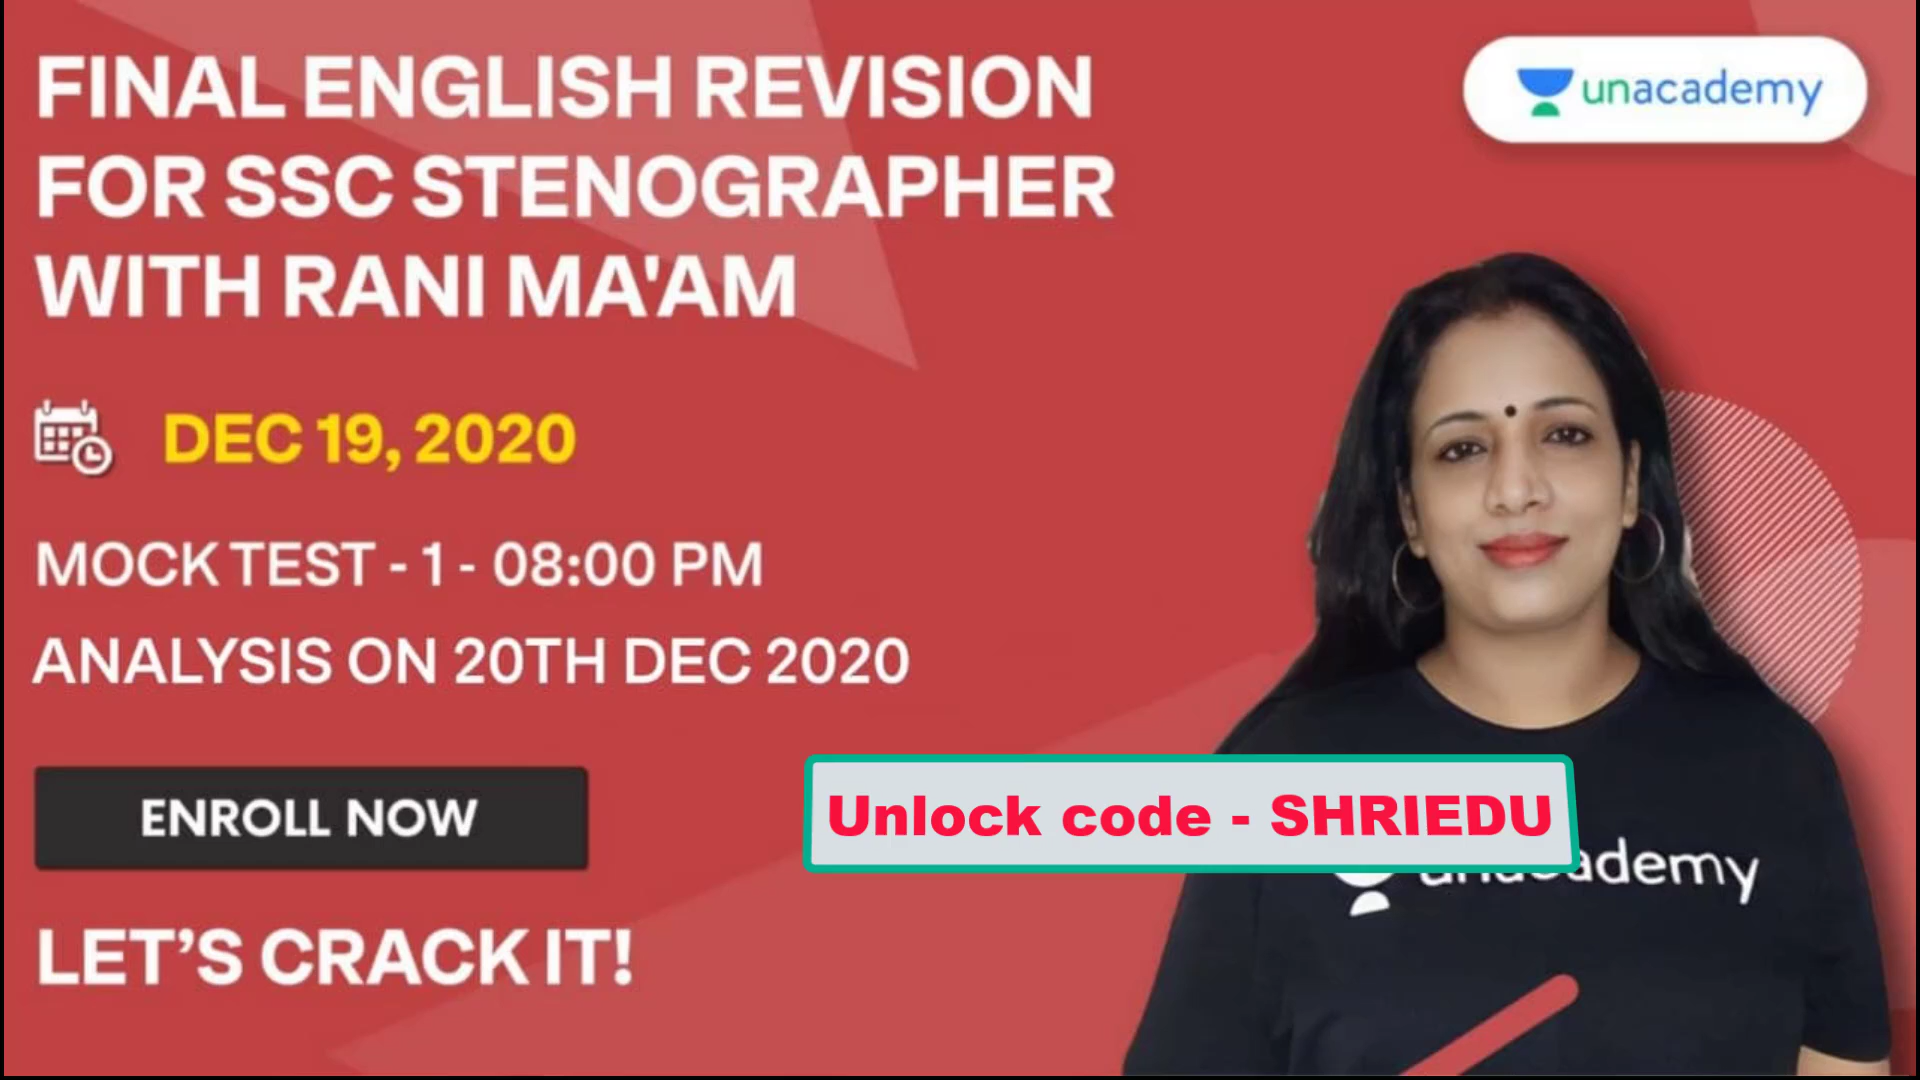 FINAL ENGLISH REVISION
FOR SSC STENOGRAPHER
WITH RANI MA'AM
unacademy
DEC 19, 2020
MOCK TEST - 1 - 08:00 PM
ANALYSIS ON 20TH DEC 2020
ENROLL NOW
Unlock code - SHRIEDU
unacademy
LET’S CRACK IT!